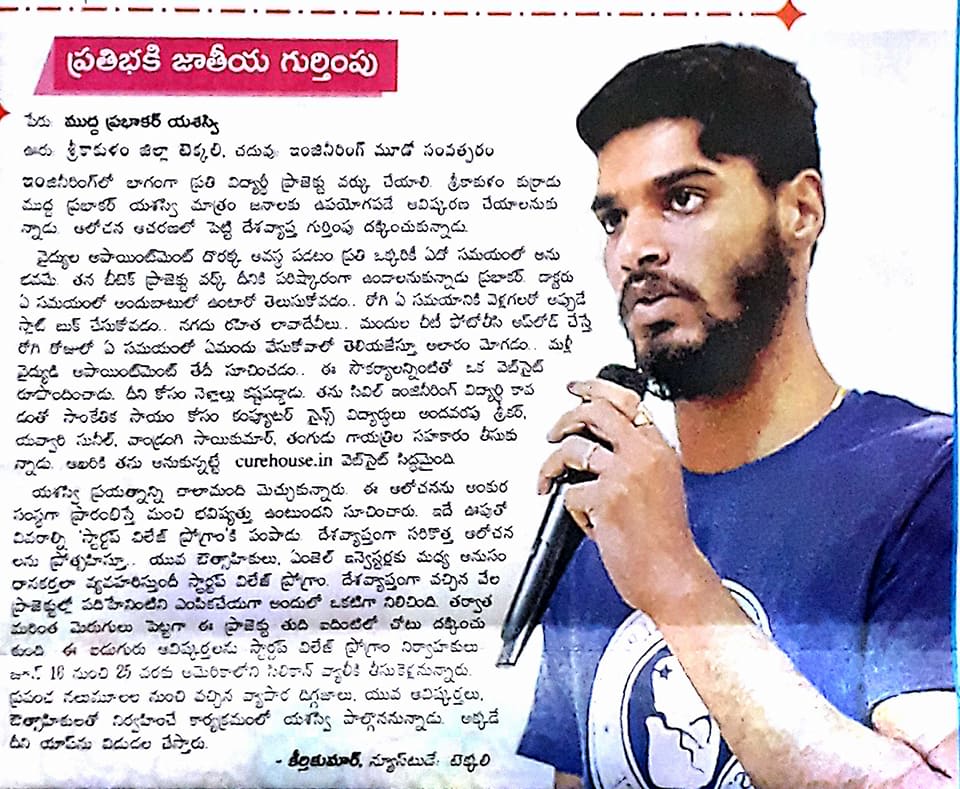 ప్రతిభకి జాతీయ గుర్తింపు
పేరు: ముద్ద ప్రభాకర్ యశస్వి
ఊరు: శ్రీకాకుళం జిల్లా టెక్కలి, చదువు: ఇంజినీరింగ్ మూడో సంవత్సరం
ఇంజినీరింగ్‌లో భాగంగా ప్రతి విద్యార్థీ ప్రాజెక్టు వర్కు చేయాలి. శ్రీకాకుళం కుర్రాడు
ముద్ద ప్రభాకర్ యశస్వి మాత్రం జనాలకు ఉపయోగపడే ఆవిష్కరణ చేయాలనుకు
న్నాడు. ఆలోచన ఆచరణలో పెట్టి దేశవ్యాప్త గుర్తింపు దక్కించుకున్నాడు.
వైద్యుల అపాయింట్‌మెంట్ దొరక్క అవస్థ పడటం ప్రతి ఒక్కరికీ ఏదో సమయంలో అను
భవమే. తన బీటెక్ ప్రాజెక్టు వర్క్ దీనికి పరిష్కారంగా ఉండాలనుకున్నాడు ప్రభాకర్. డాక్టరు
ఏ సమయంలో అందుబాటులో ఉంటారో తెలుసుకోవడం.. రోగి ఏ సమయానికి వెళ్లగలరో అప్పుడే
స్లాట్ బుక్ చేసుకోవడం.. నగదు రహిత లావాదేవీలు.. మందుల చీటీ ఫొటోతీసి అప్‌లోడ్ చేస్తే
రోగి రోజులో ఏ సమయంలో ఏమందు వేసుకోవాలో తెలియజేస్తూ అలారం మోగడం.. మళ్లీ
వైద్యుడి అపాయింట్‌మెంట్ తేదీ సూచించడం.. ఈ సౌకర్యాలన్నింటితో ఒక వెబ్‌సైట్
రూపొందించాడు. దీని కోసం నెలల్లు కష్టపడ్డాడు. తను సివిల్ ఇంజినీరింగ్ విద్యార్థి కావ
డంతో సాంకేతిక సాయం కోసం కంప్యూటర్ సైన్స్ విద్యార్థులు అందవరపు శ్రీకర్,
యవ్వారి సునీల్, వాండ్రంగి సాయికుమార్, తంగుడు గాయత్రిల సహకారం తీసుకు
న్నాడు. ఆఖరికి తను అనుకున్నట్టే curehouse.in వెబ్‌సైట్ సిద్ధమైంది.
యశస్వి ప్రయత్నాన్ని చాలామంది మెచ్చుకున్నారు. ఈ ఆలోచనను అంకుర
సంస్థగా ప్రారంభిస్తే మంచి భవిష్యత్తు ఉంటుందని సూచించారు. ఇదే ఊపుతో
వివరాల్ని 'స్టార్టప్ విలేజ్ ప్రోగ్రాం'కి పంపాడు. దేశవ్యాప్తంగా సరికొత్త ఆలోచన
లను ప్రోత్సహిస్తూ.. యువ ఔత్సాహికులు, ఏంజెల్ ఇన్వెస్టర్లకు మధ్య అనుసం
ధానకర్తలా వ్యవహరిస్తుందీ స్టార్టప్ విలేజ్ ప్రోగ్రాం. దేశవ్యాప్తంగా వచ్చిన వేల
ప్రాజెక్టుల్లో పదిహేనింటిని ఎంపికచేయగా అందులో ఒకటిగా నిలిచింది. తర్వాత
మరింత మెరుగులు పెట్టగా ఈ ప్రాజెక్టు తుది ఐదింటిలో చోటు దక్కించు
కుంది. ఈ ఐదుగురు ఆవిష్కర్తలను స్టార్టప్ విలేజ్ ప్రోగ్రాం నిర్వాహకులు
జూన్ 16 నుంచి 25 వరకు అమెరికాలోని సిలికాన్ వ్యాలీకి తీసుకెళ్లనున్నారు.
ప్రపంచ నలుమూలల నుంచి వచ్చిన వ్యాపార దిగ్గజాలు, యువ ఆవిష్కర్తలు,
ఔత్సాహికులతో నిర్వహించే కార్యక్రమంలో యశస్వి పాల్గొననున్నాడు. అక్కడే
దీని యాప్‌ను విడుదల చేస్తారు.
- కీర్తికుమార్, న్యూస్‌టుడే: టెక్కలి